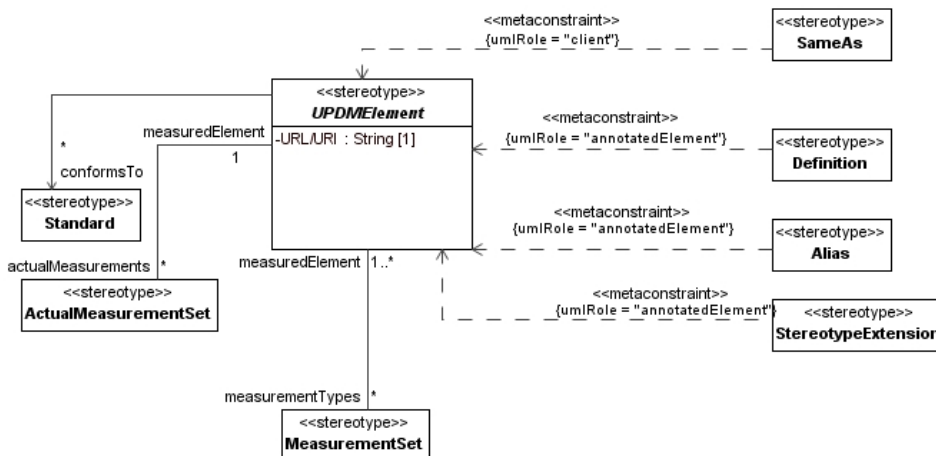 <<metaconstraint>>
{umlRole = "client"}
<<stereotype>>
SameAs
<<stereotype>>
UPDMElement
-URL/URI : String [1]
measuredElement
1
<<metaconstraint>>
{umlRole = "annotatedElement"}
<<stereotype>>
Definition
*
conformsTo
<<stereotype>>
Standard
<<metaconstraint>>
{umlRole = "annotatedElement"}
<<stereotype>>
Alias
actualMeasurements
*
<<stereotype>>
ActualMeasurementSet
measuredElement
1..*
<<metaconstraint>>
{umlRole = "annotatedElement"}
<<stereotype>>
StereotypeExtension
measurementTypes
*
<<stereotype>>
MeasurementSet